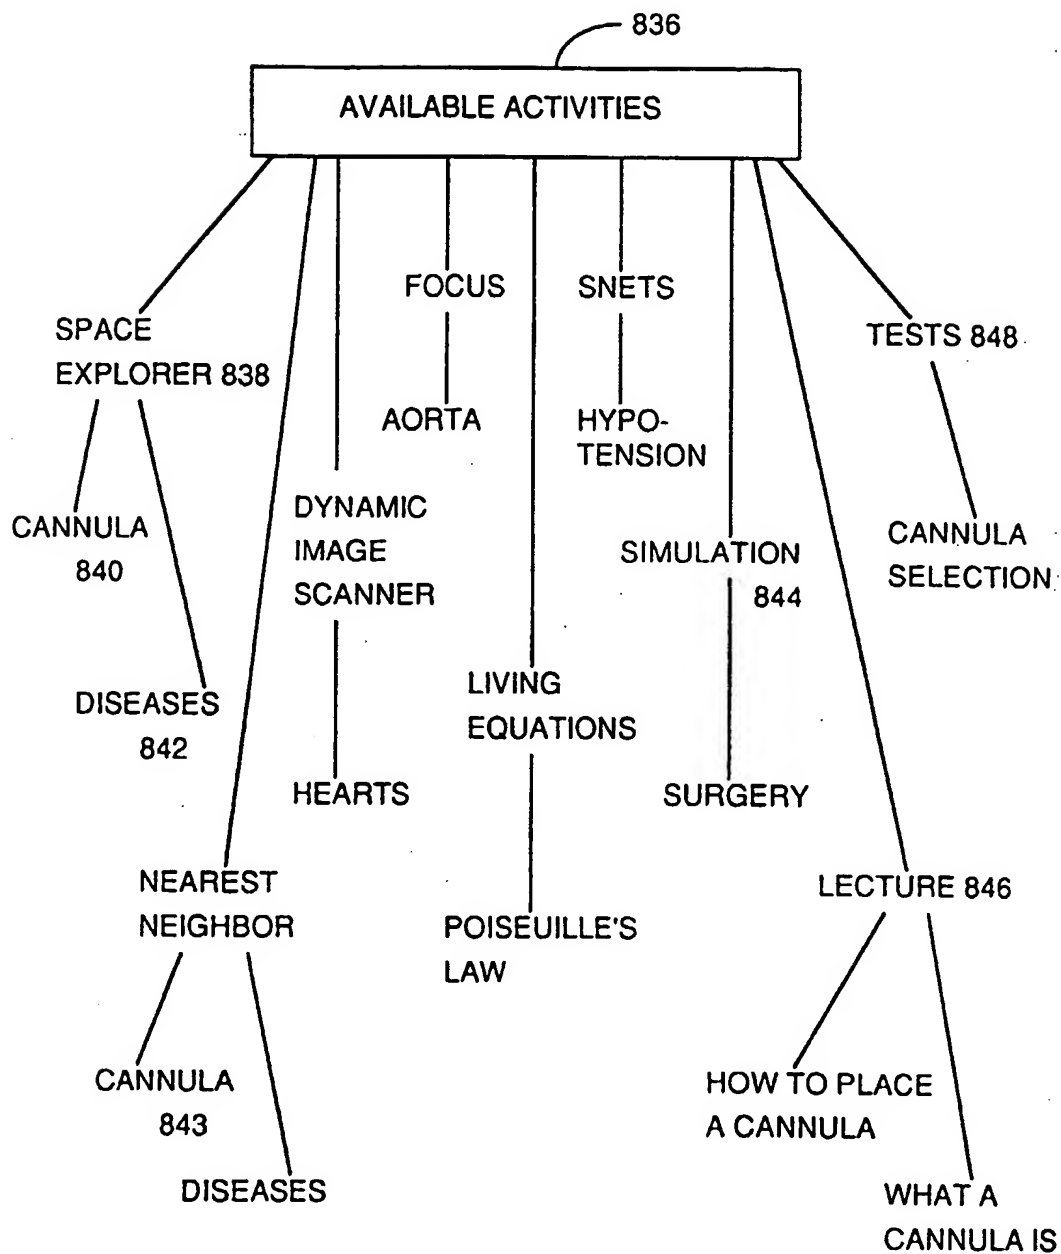 836
AVAILABLE ACTIVITIES
FOCUS
SNETS
SPACE
EXPLORER 838
TESTS 848
AORTA
HYPO-
TENSION
CANNULA
840
DYNAMIC
IMAGE
SCANNER
SIMULATION
844
CANNULA
SELECTION
DISEASES
842
LIVING
EQUATIONS
HEARTS
SURGERY
NEAREST
NEIGHBOR
LECTURE 846
POISEUILLE'S
LAW
CANNULA
843
HOW TO PLACE
A CANNULA
DISEASES
WHAT A
CANNULA IS